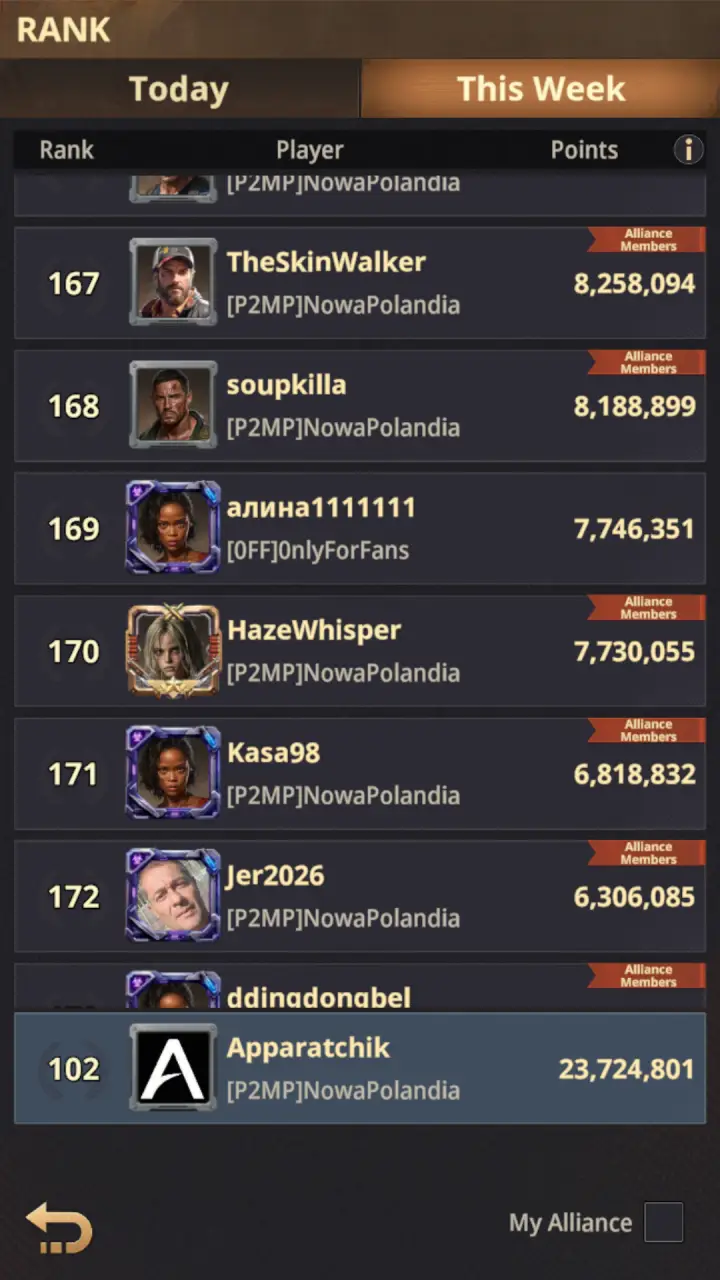 RANK
Today
This Week
Rank
Player
Points
[P2MP]NowaPolandia
167
TheSkinWalker
[P2MP]NowaPolandia
Alliance
Members
8,258,094
168
soupkilla
[P2MP]NowaPolandia
Alliance
Members
8,188,899
169
алина1111111
[0FF]0nlyForFans
7,746,351
170
HazeWhisper
[P2MP]NowaPolandia
Alliance
Members
7,730,055
171
Kasa98
[P2MP]NowaPolandia
Alliance
Members
6,818,832
172
Jer2026
[P2MP]NowaPolandia
Alliance
Members
6,306,085
ddingdongbel
Alliance
Members
102
Apparatchik
[P2MP]NowaPolandia
23,724,801
My Alliance